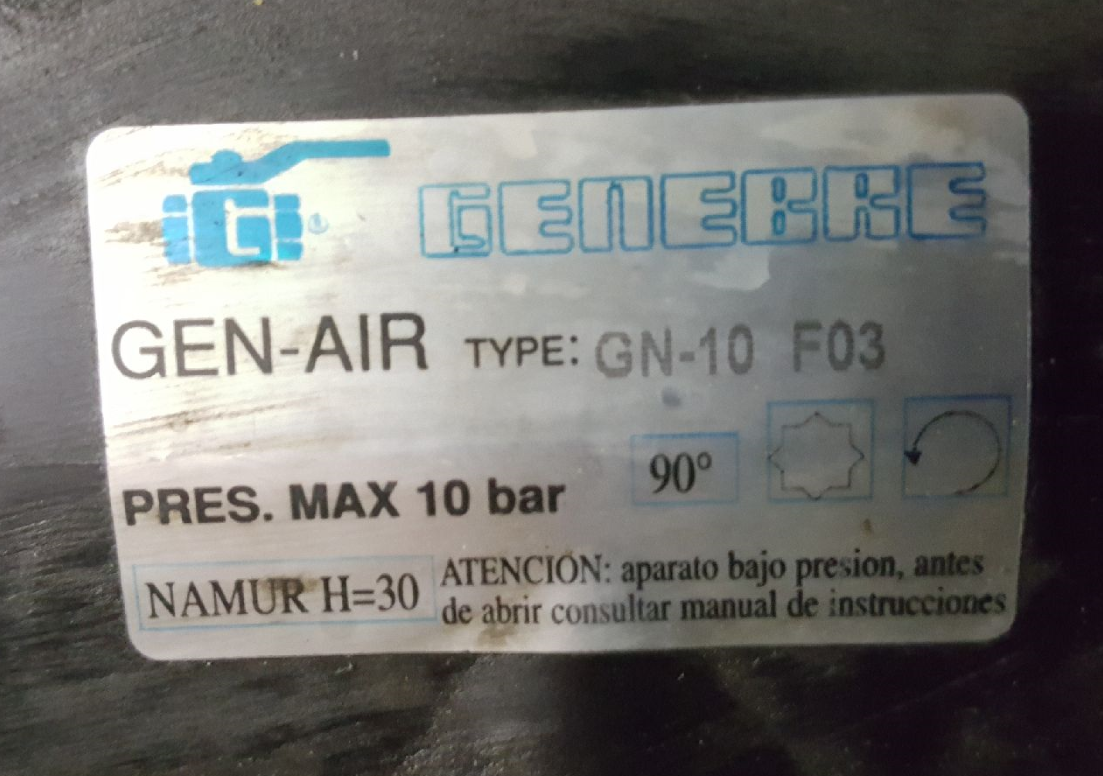 G
GENEBRE
GEN-AIR TYPE: GN-10 F03
PRES. MAX 10 bar 90°
NAMUR H=30
ATENCIÓN: aparato bajo presion, antes
de abrir consultar manual de instrucciones